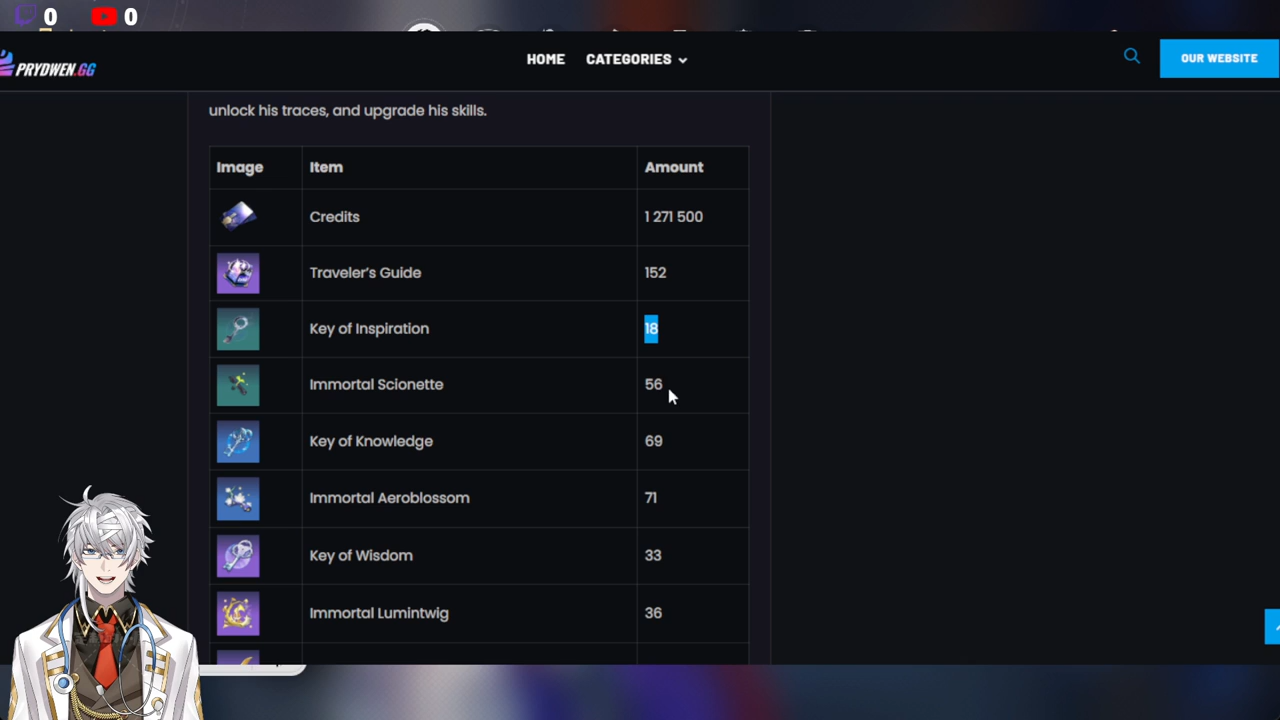 0 0
PRYDWEN.GG HOME CATEGORIES OUR WEBSITE
unlock his traces, and upgrade his skills.
Image Item Amount
Credits 1 271 500
Traveler's Guide 152
Key of Inspiration 18
Immortal Scionette 56
Key of Knowledge 69
Immortal Aeroblossom 71
Key of Wisdom 33
Immortal Lumintwig 36